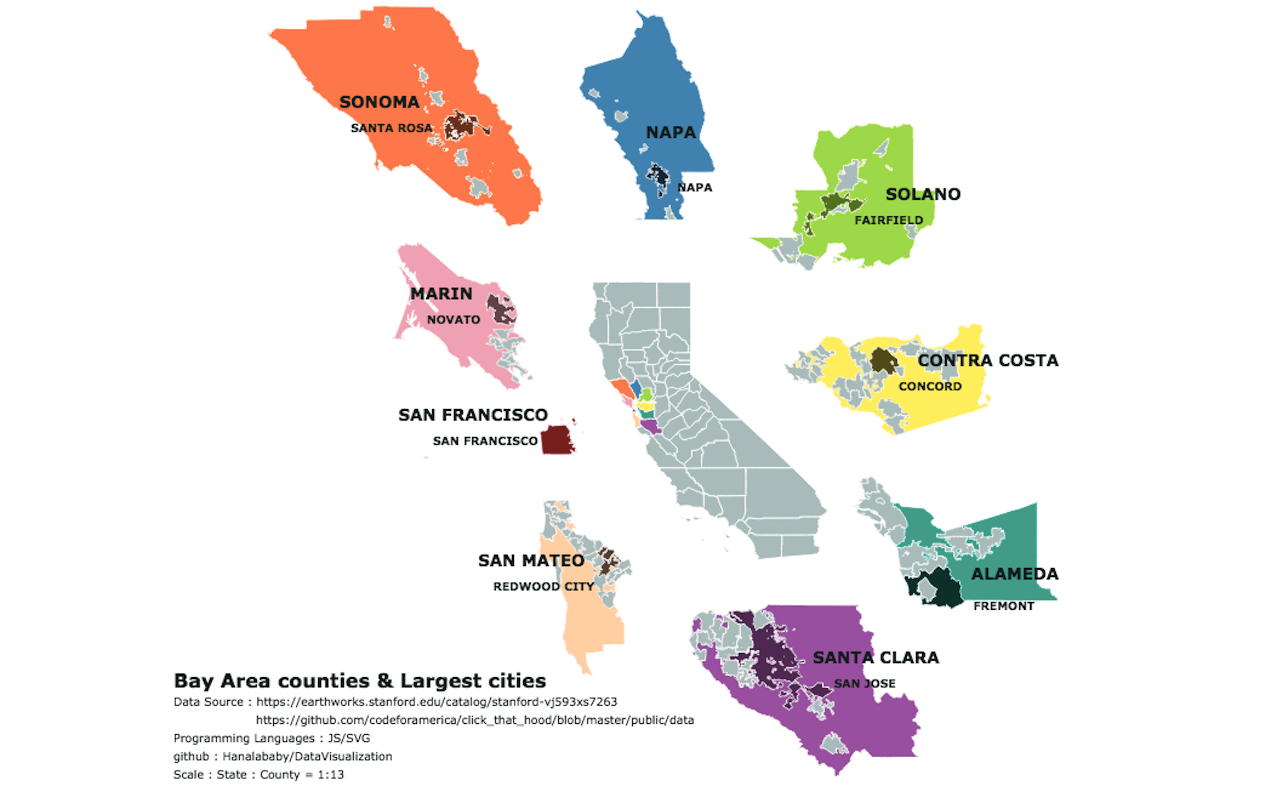 SONOMA
SANTA ROSA
NAPA
NAPA
SOLANO
FAIRFIELD
MARIN
NOVATO
CONTRA COSTA
CONCORD
SAN FRANCISCO
SAN FRANCISCO
SAN MATEO
REDWOOD CITY
ALAMEDA
FREMONT
SANTA CLARA
SAN JOSE
Bay Area counties & Largest cities
Data Source : https://earthworks.stanford.edu/catalog/stanford-vj593xs7263
https://github.com/codeforamerica/click_that_hood/blob/master/public/data
Programming Languages : JS/SVG
github : Hanalababy/DataVisualization
Scale : State : County = 1:13